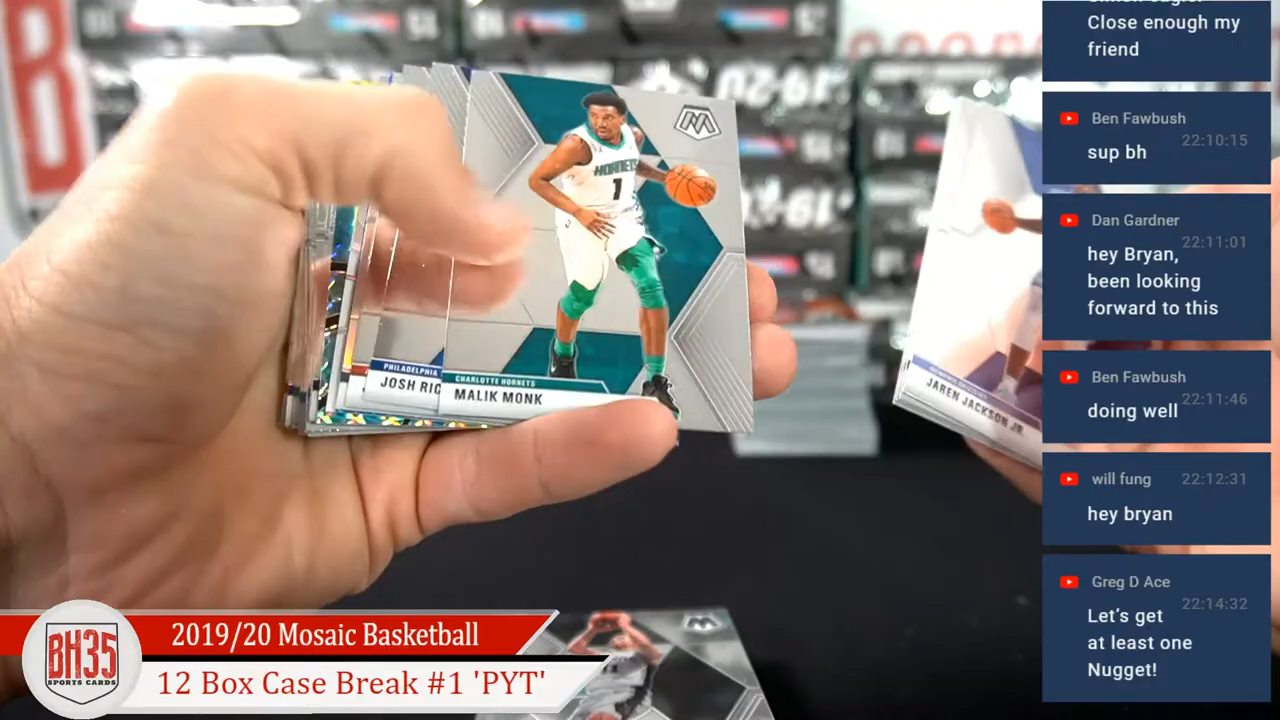 Close enough my
friend
Ben Fawbush
22:10:15
sup bh
Dan Gardner
22:11:01
hey Bryan,
been looking
forward to this
Ben Fawbush
22:11:46
doing well
will fung
22:12:31
hey bryan
Greg D Ace
22:14:32
Let's get
at least one
Nugget!
HORNETS
1
CHARLOTTE HORNETS
MALIK MONK
PHILADELPHIA
JOSH RIC
MEMPHIS GRIZZLIES
JAREN JACKSON JR.
BH35
SPORTS CARDS
2019/20 Mosaic Basketball
12 Box Case Break #1 'PYT'